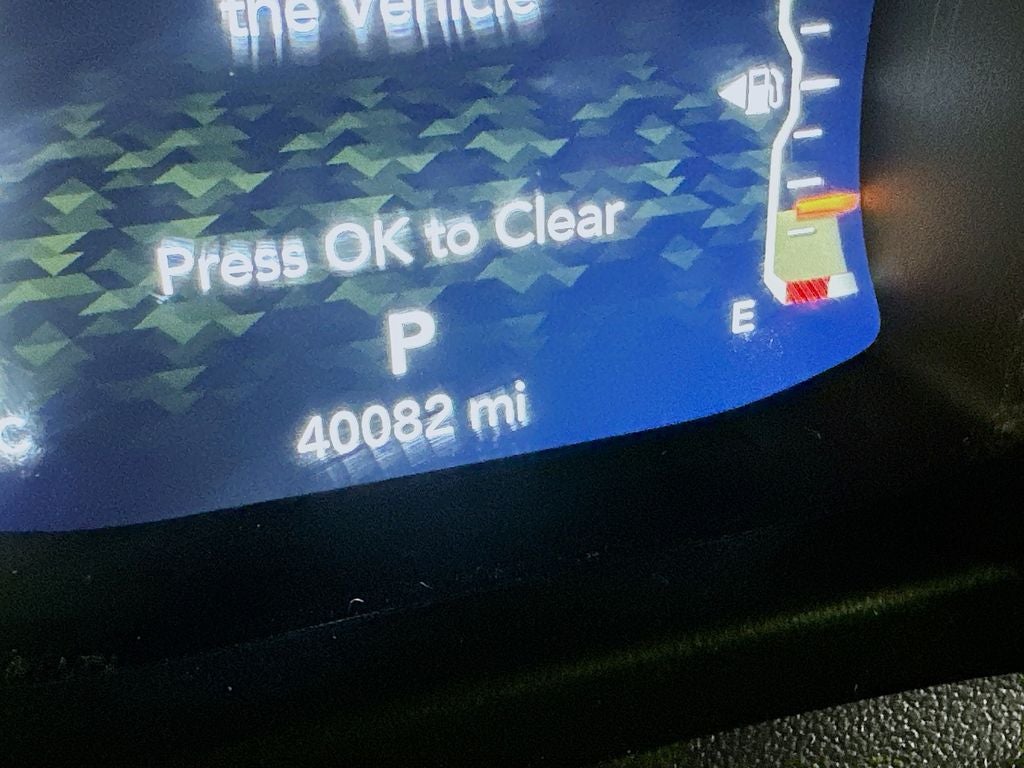 the Vehicle
Press OK to Clear
E
P
40082 mi
C